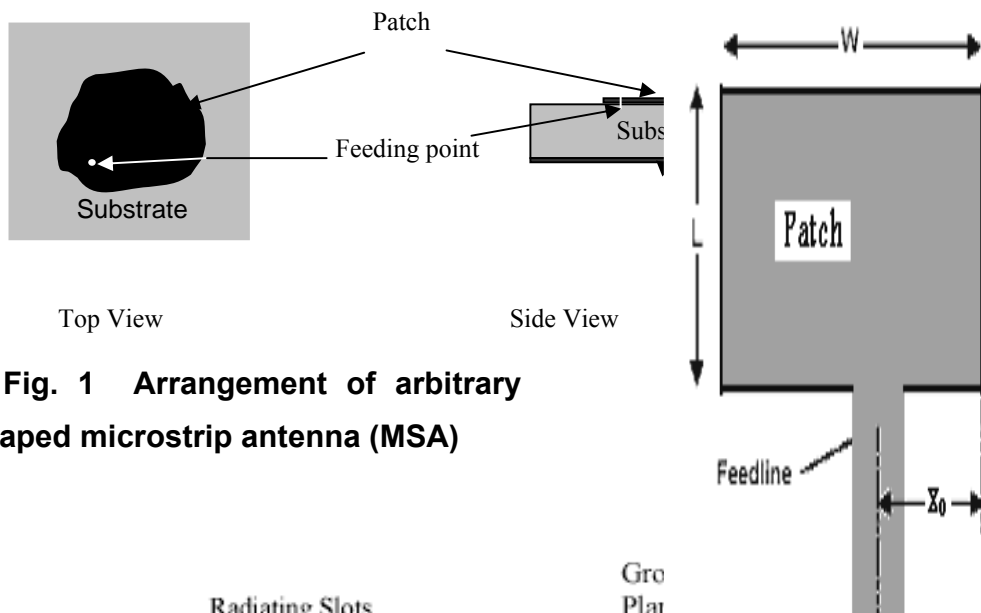 Patch
W
Subs
Feeding point
Substrate
L
Patch
Top View
Side View
Fig. 1 Arrangement of arbitrary
aped microstrip antenna (MSA)
Feedline
X₀
Gro
Radiating Slots
Plan